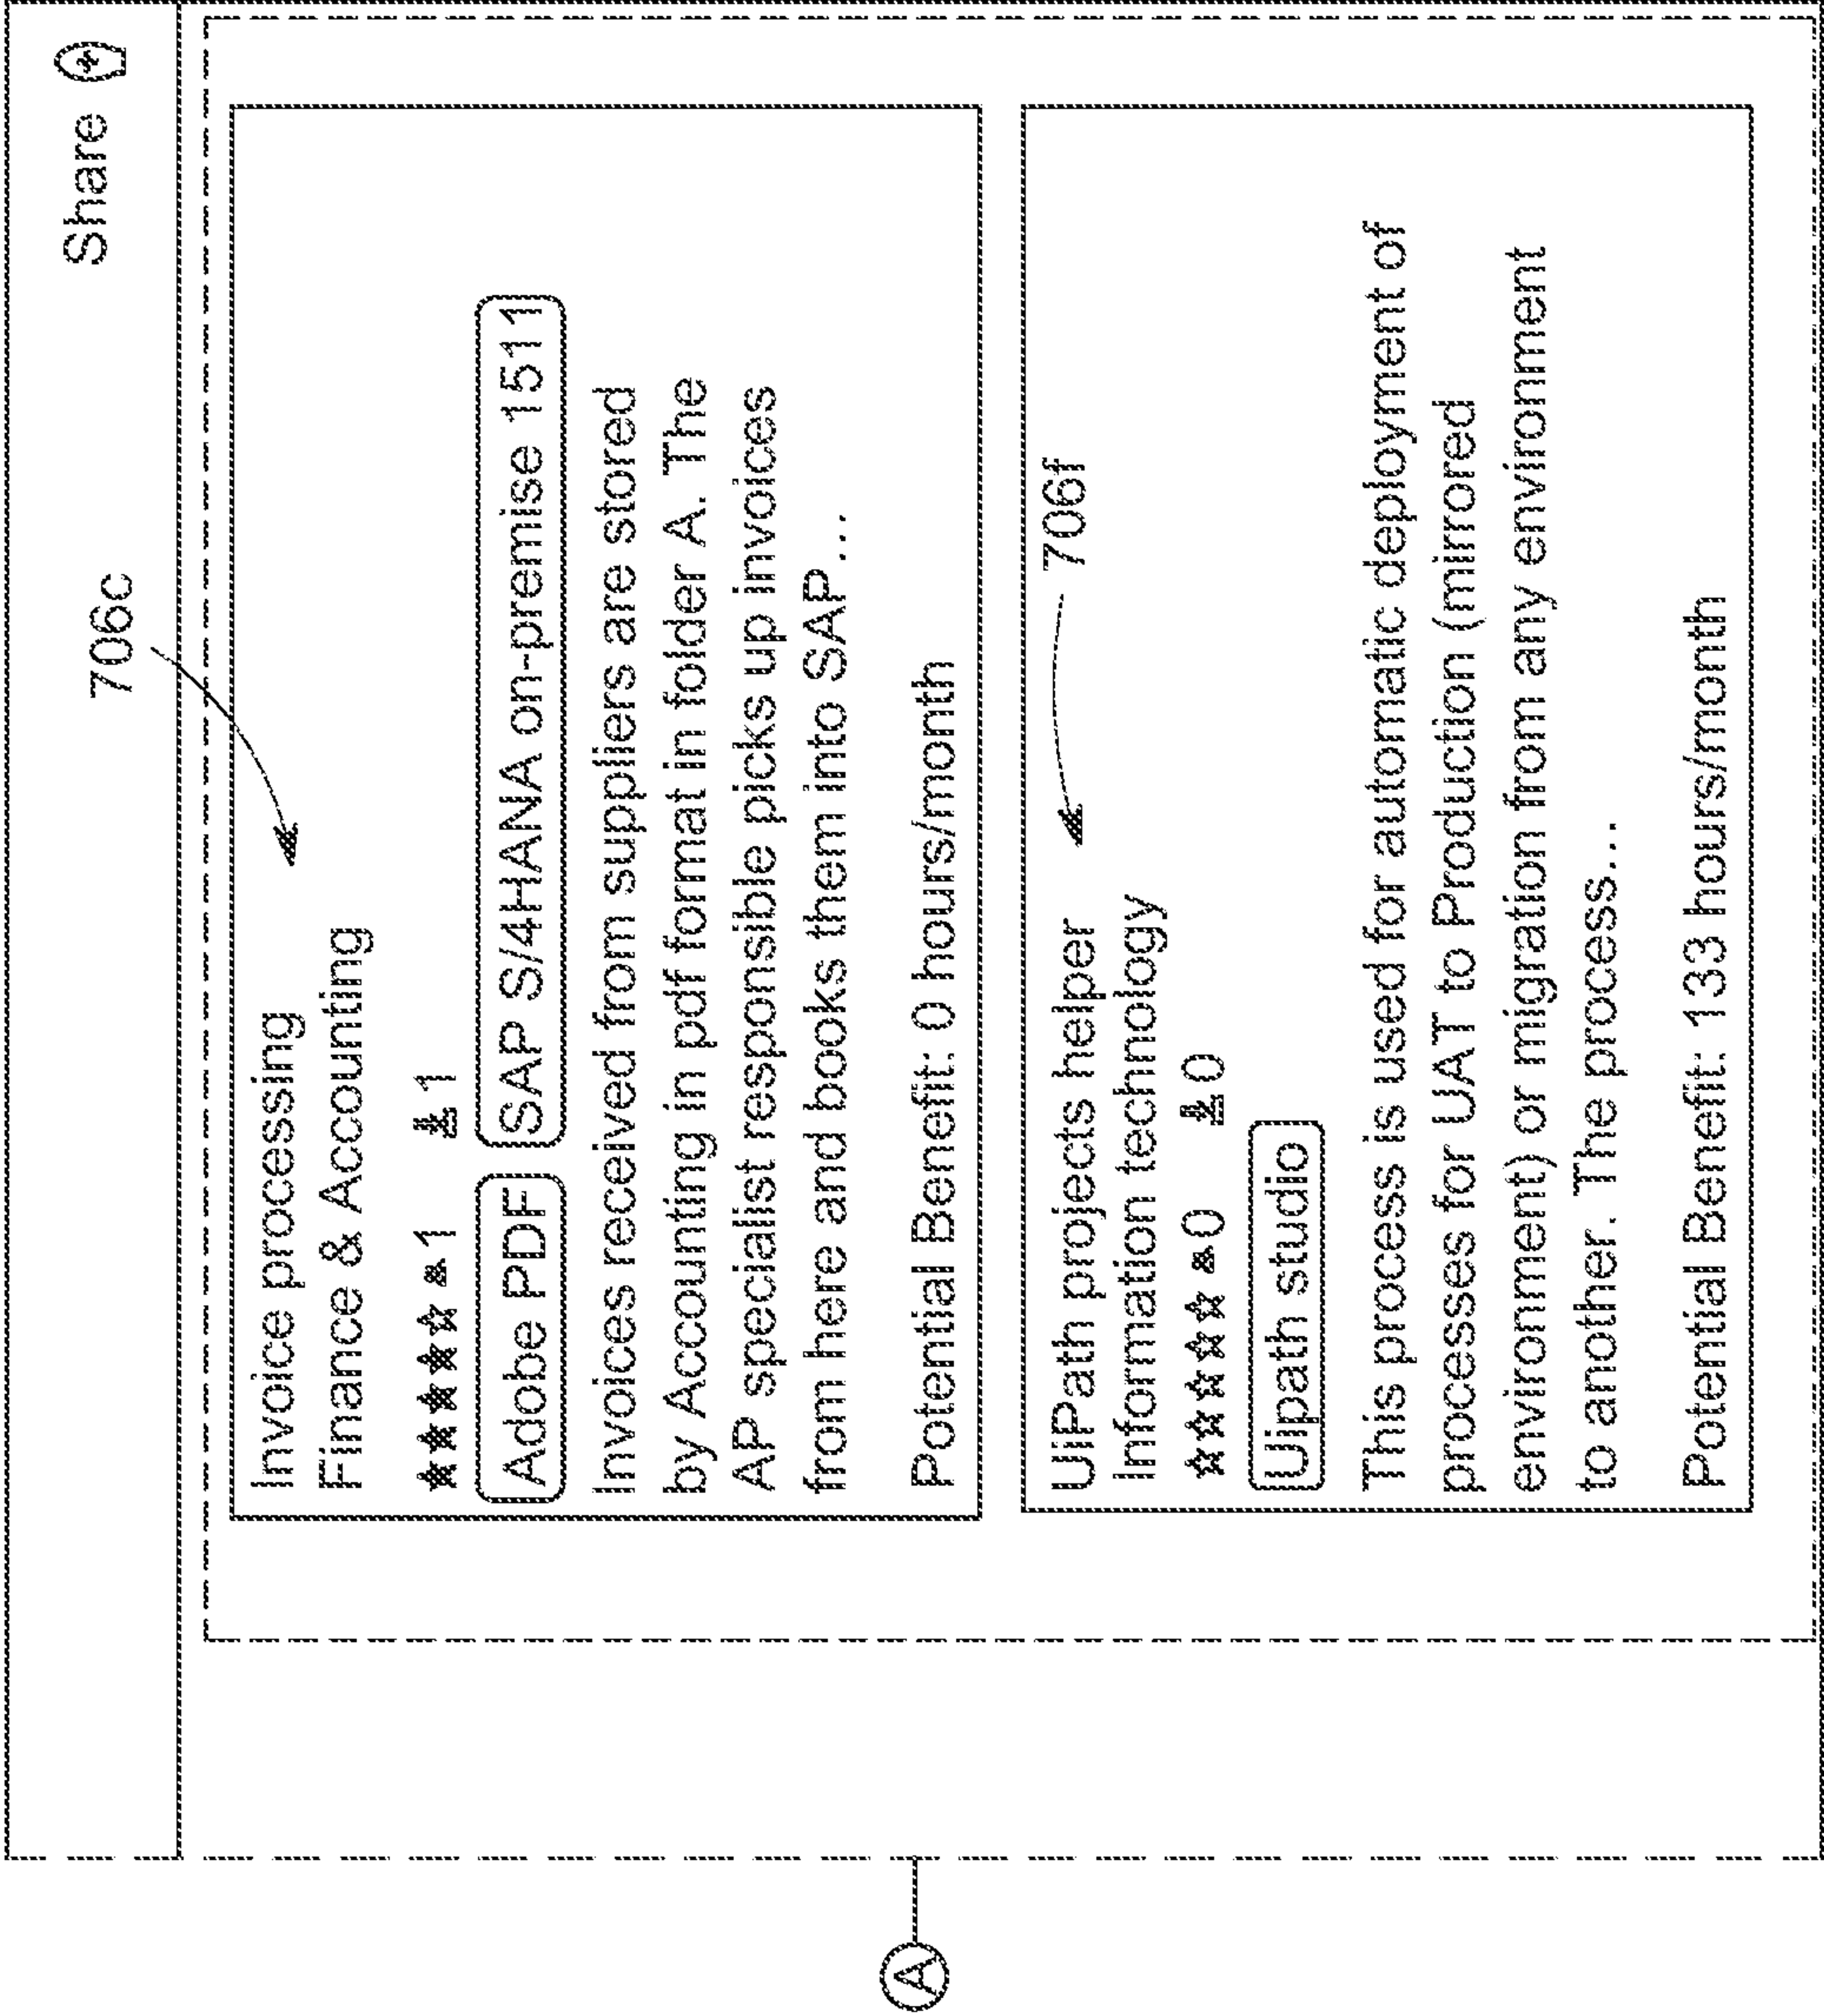 Share
706c
Invoice processing
Finance & Accounting
1 1
Adobe PDF SAP S/4HANA on-premise 1511
Invoices received from suppliers are stored
by Accounting in pdf format in folder A. The
AP specialist responsible picks up invoices
from here and books them into SAP...
Potential Benefit: 0 hours/month
706f
UiPath projects helper
Information technology
0 0
Uipath studio
This process is used for automatic deployment of
processes for UAT to Production (mirrored
environment) or migration from any environment
to another. The process...
Potential Benefit: 133 hours/month
A